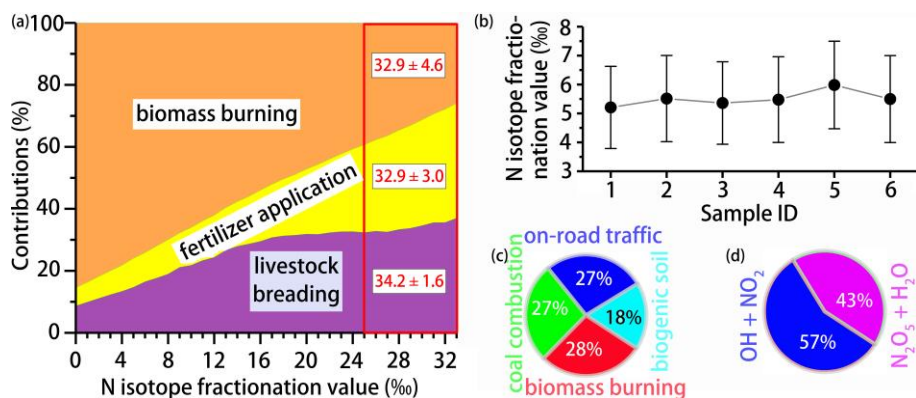 (a)
100
80
60
40
20
0
Contributions (%)
biomass burning
fertilizer application
livestock
breading
32.9 ± 4.6
32.9 ± 3.0
34.2 ± 1.6
0 4 8 12 16 20 24 28 32
N isotope fractionation value (‰)
(b)
N isotope fractio-
nation value (‰)
8
7
6
5
4
3
1 2 3 4 5 6
Sample ID
(c)
on-road traffic
coal combustion
biogenic soil
biomass burning
27%
27%
18%
28%
(d)
OH + NO₂
N₂O₅ + H₂O
43%
57%